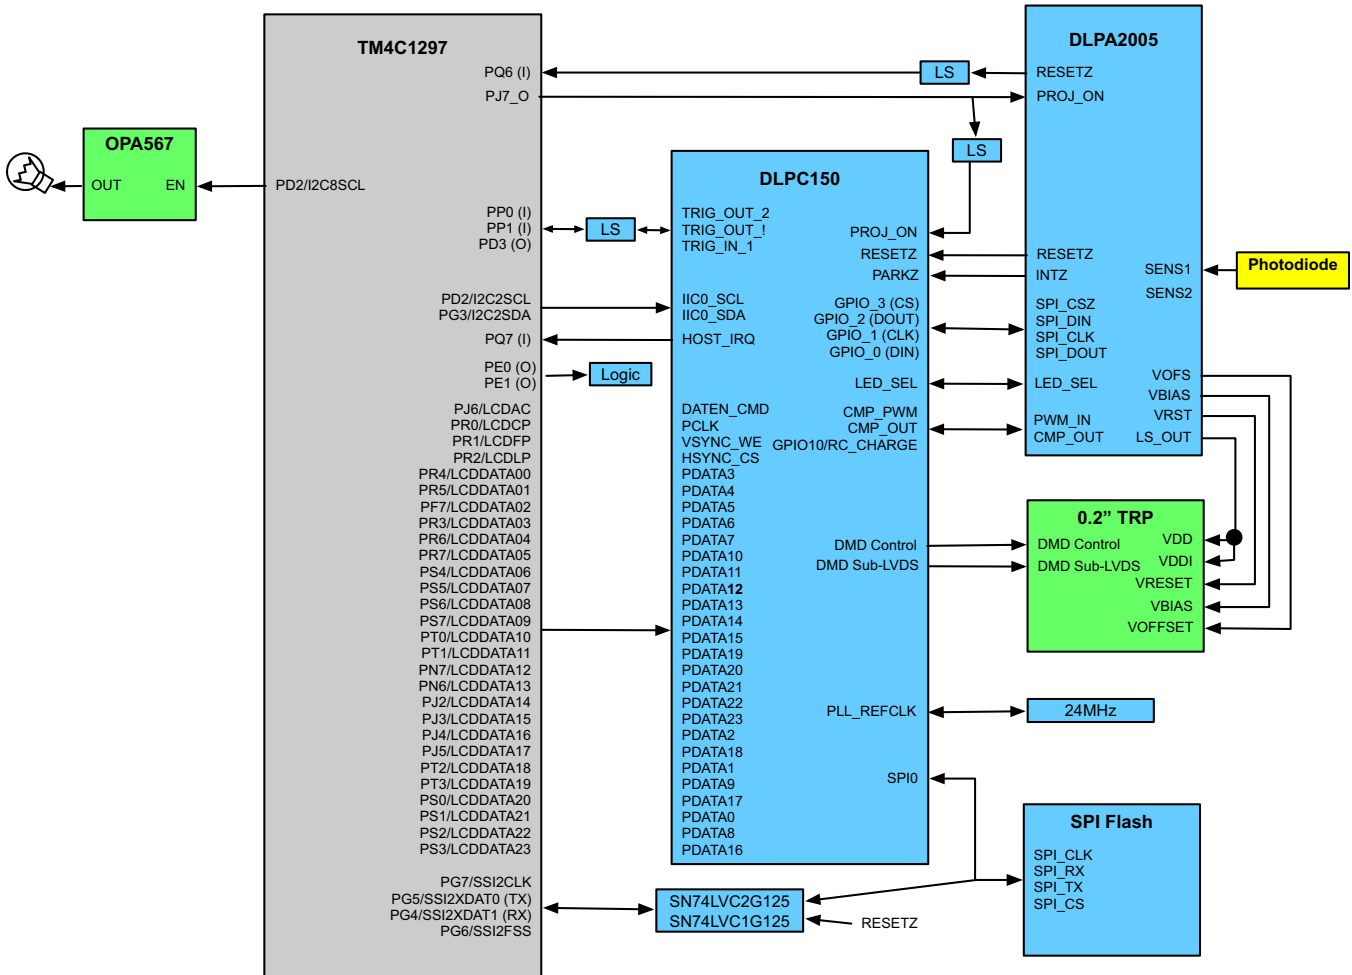 TM4C1297
PQ6 (I)
PJ7_O
PD2/I2C8SCL
PP0 (I)
PP1 (I)
PD3 (O)
PD2/I2C2SCL
PG3/I2C2SDA
PQ7 (I)
PE0 (O)
PE1 (O)
PJ6/LCDAC
PR0/LCDCP
PR1/LCDFP
PR2/LCDLP
PR4/LCDDATA00
PR5/LCDDATA01
PF7/LCDDATA02
PR3/LCDDATA03
PR6/LCDDATA04
PR7/LCDDATA05
PS4/LCDDATA06
PS5/LCDDATA07
PS6/LCDDATA08
PS7/LCDDATA09
PT0/LCDDATA10
PT1/LCDDATA11
PN7/LCDDATA12
PN6/LCDDATA13
PJ2/LCDDATA14
PJ3/LCDDATA15
PJ4/LCDDATA16
PJ5/LCDDATA17
PT2/LCDDATA18
PT3/LCDDATA19
PS0/LCDDATA20
PS1/LCDDATA21
PS2/LCDDATA22
PS3/LCDDATA23
PG7/SSI2CLK
PG5/SSI2XDAT0 (TX)
PG4/SSI2XDAT1 (RX)
PG6/SSI2FSS
OPA567
OUT
EN
LS
LS
LS
Logic
DLPC150
TRIG_OUT_2
TRIG_OUT_!
TRIG_IN_1
IIC0_SCL
IIC0_SDA
HOST_IRQ
DATEN_CMD
PCLK
VSYNC_WE
HSYNC_CS
PDATA3
PDATA4
PDATA5
PDATA6
PDATA7
PDATA10
PDATA11
PDATA12
PDATA13
PDATA14
PDATA15
PDATA19
PDATA20
PDATA21
PDATA22
PDATA23
PDATA2
PDATA18
PDATA1
PDATA9
PDATA17
PDATA0
PDATA8
PDATA16
PROJ_ON
RESETZ
PARKZ
GPIO_3 (CS)
GPIO_2 (DOUT)
GPIO_1 (CLK)
GPIO_0 (DIN)
LED_SEL
CMP_PWM
CMP_OUT
GPIO10/RC_CHARGE
DMD Control
DMD Sub-LVDS
PLL_REFCLK
SPI0
SN74LVC2G125
SN74LVC1G125
RESETZ
DLPA2005
RESETZ
PROJ_ON
RESETZ
INTZ
SPI_CSZ
SPI_DIN
SPI_CLK
SPI_DOUT
LED_SEL
PWM_IN
CMP_OUT
SENS1
SENS2
VOFS
VBIAS
VRST
LS_OUT
Photodiode
0.2” TRP
DMD Control
DMD Sub-LVDS
VDD
VDDI
VRESET
VBIAS
VOFFSET
24MHz
SPI Flash
SPI_CLK
SPI_RX
SPI_TX
SPI_CS